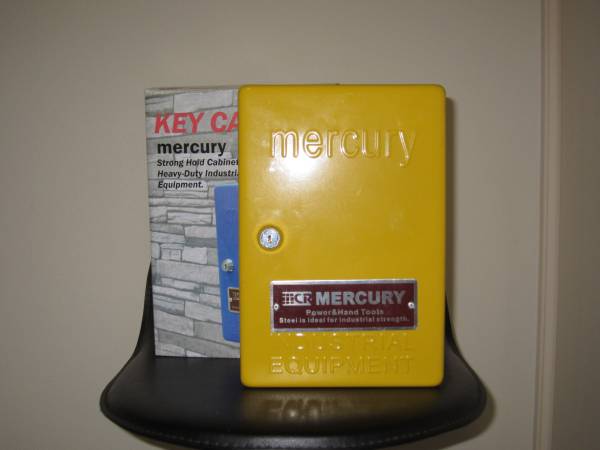 KEY CA
mercury
Strong Hold Cabinet
Heavy-Duty Industri
Equipment.
mercury
MERCURY
Power&Hand Tools
Steel is ideal for industrial strength.
INDUSTRIAL
EQUIPMENT